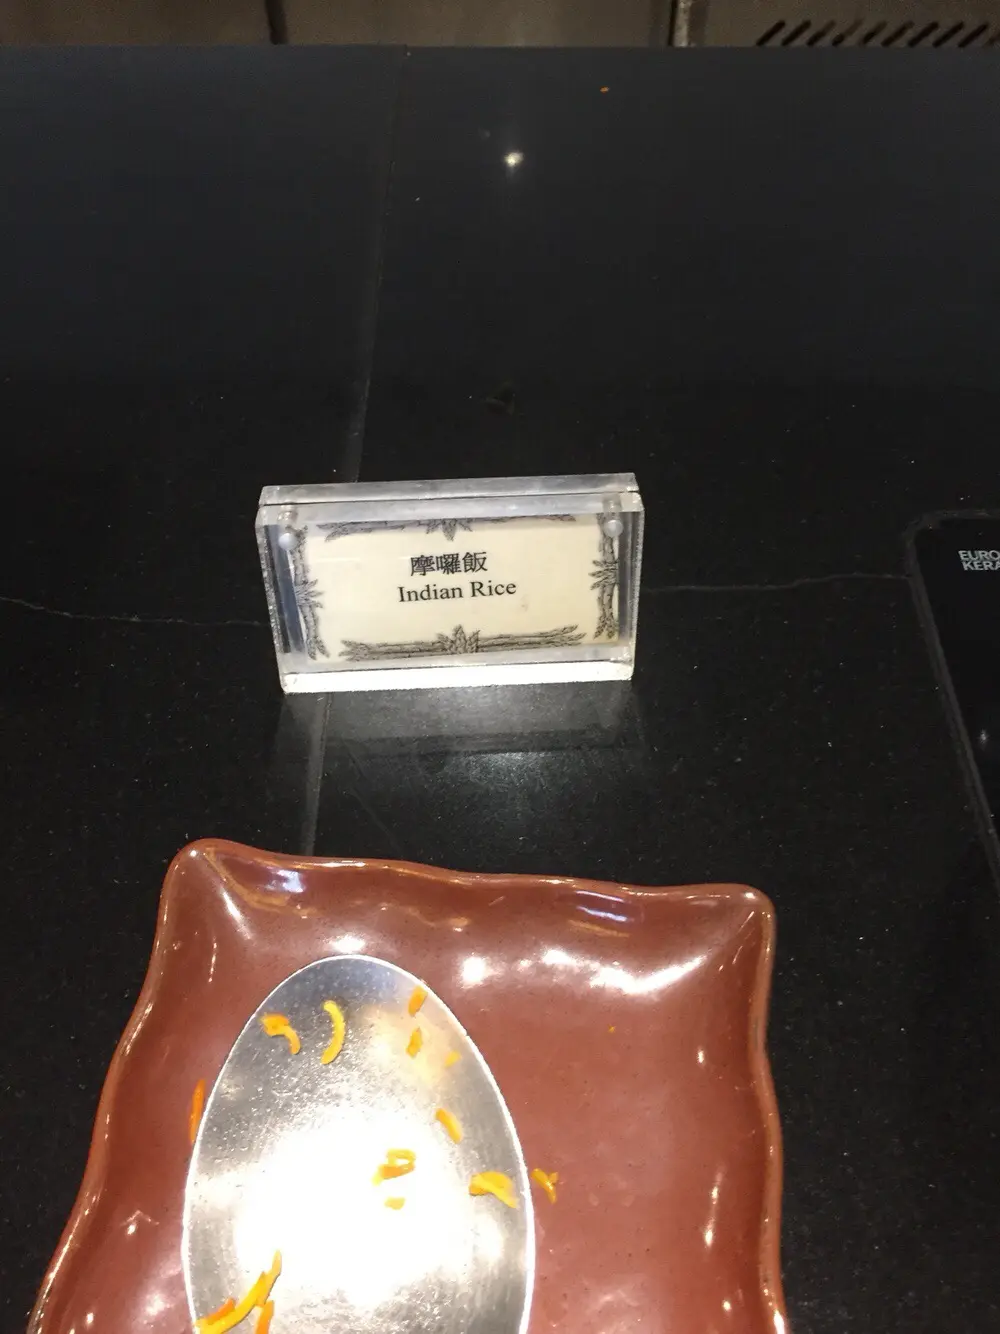 摩囉飯
Indian Rice
EURO
KERA